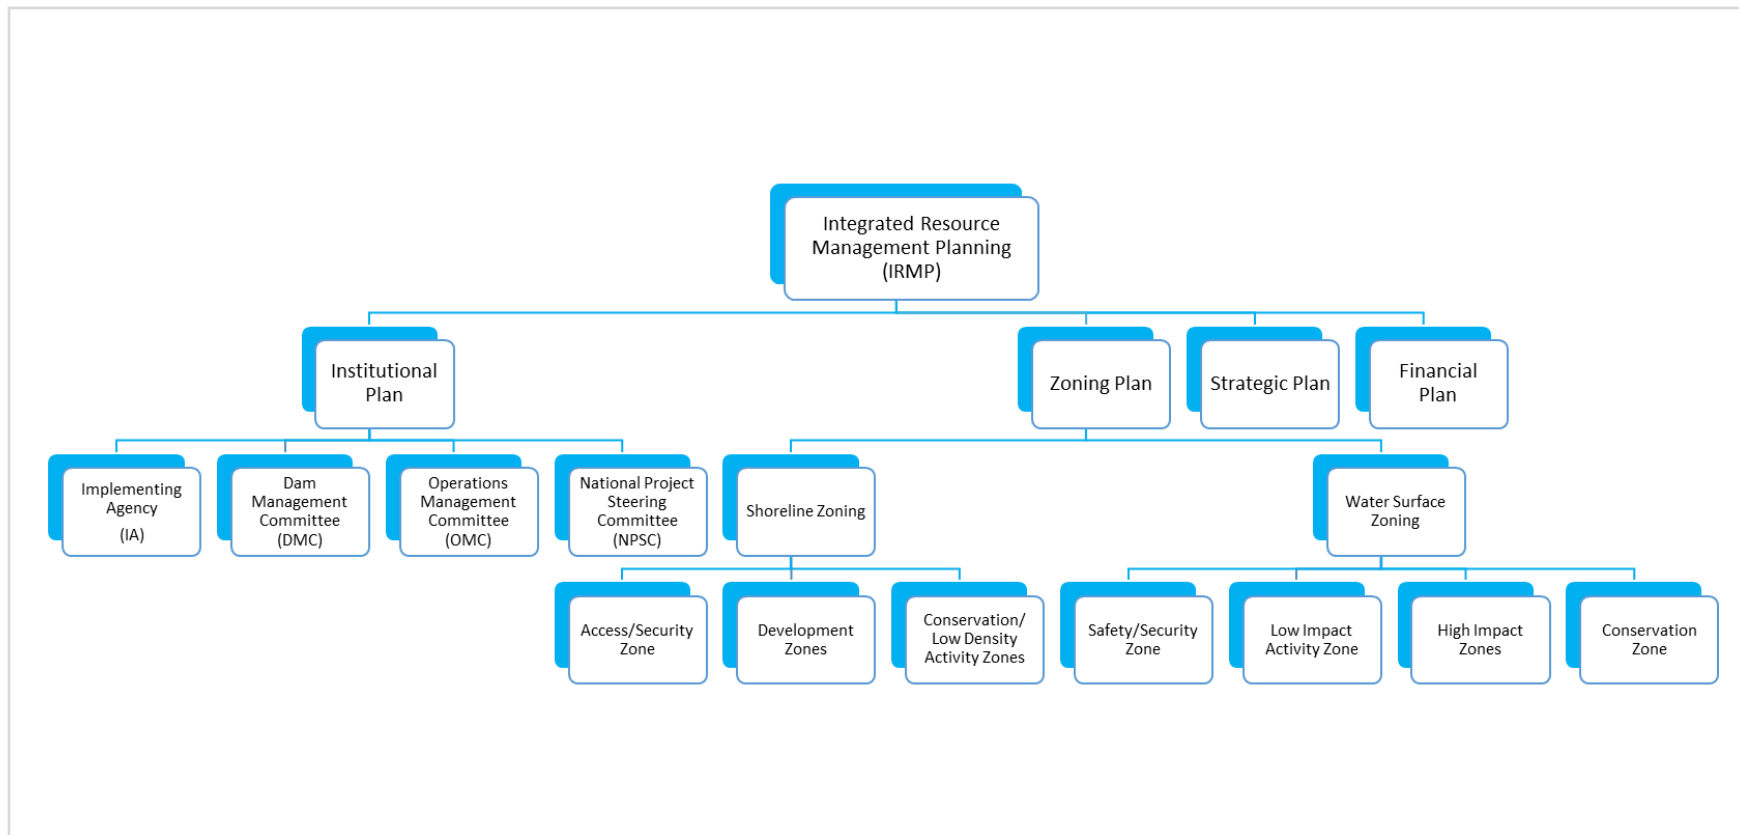 Integrated Resource
Management Planning
(IRMP)
Institutional
Plan
Zoning Plan
Strategic Plan
Financial
Plan
Implementing
Agency
(IA)
Dam
Management
Committee
(DMC)
Operations
Management
Committee
(OMC)
National Project
Steering
Committee
(NPSC)
Shoreline Zoning
Water Surface
Zoning
Access/Security
Zone
Development
Zones
Conservation/
Low Density
Activity Zones
Safety/Security
Zone
Low Impact
Activity Zone
High Impact
Zones
Conservation
Zone